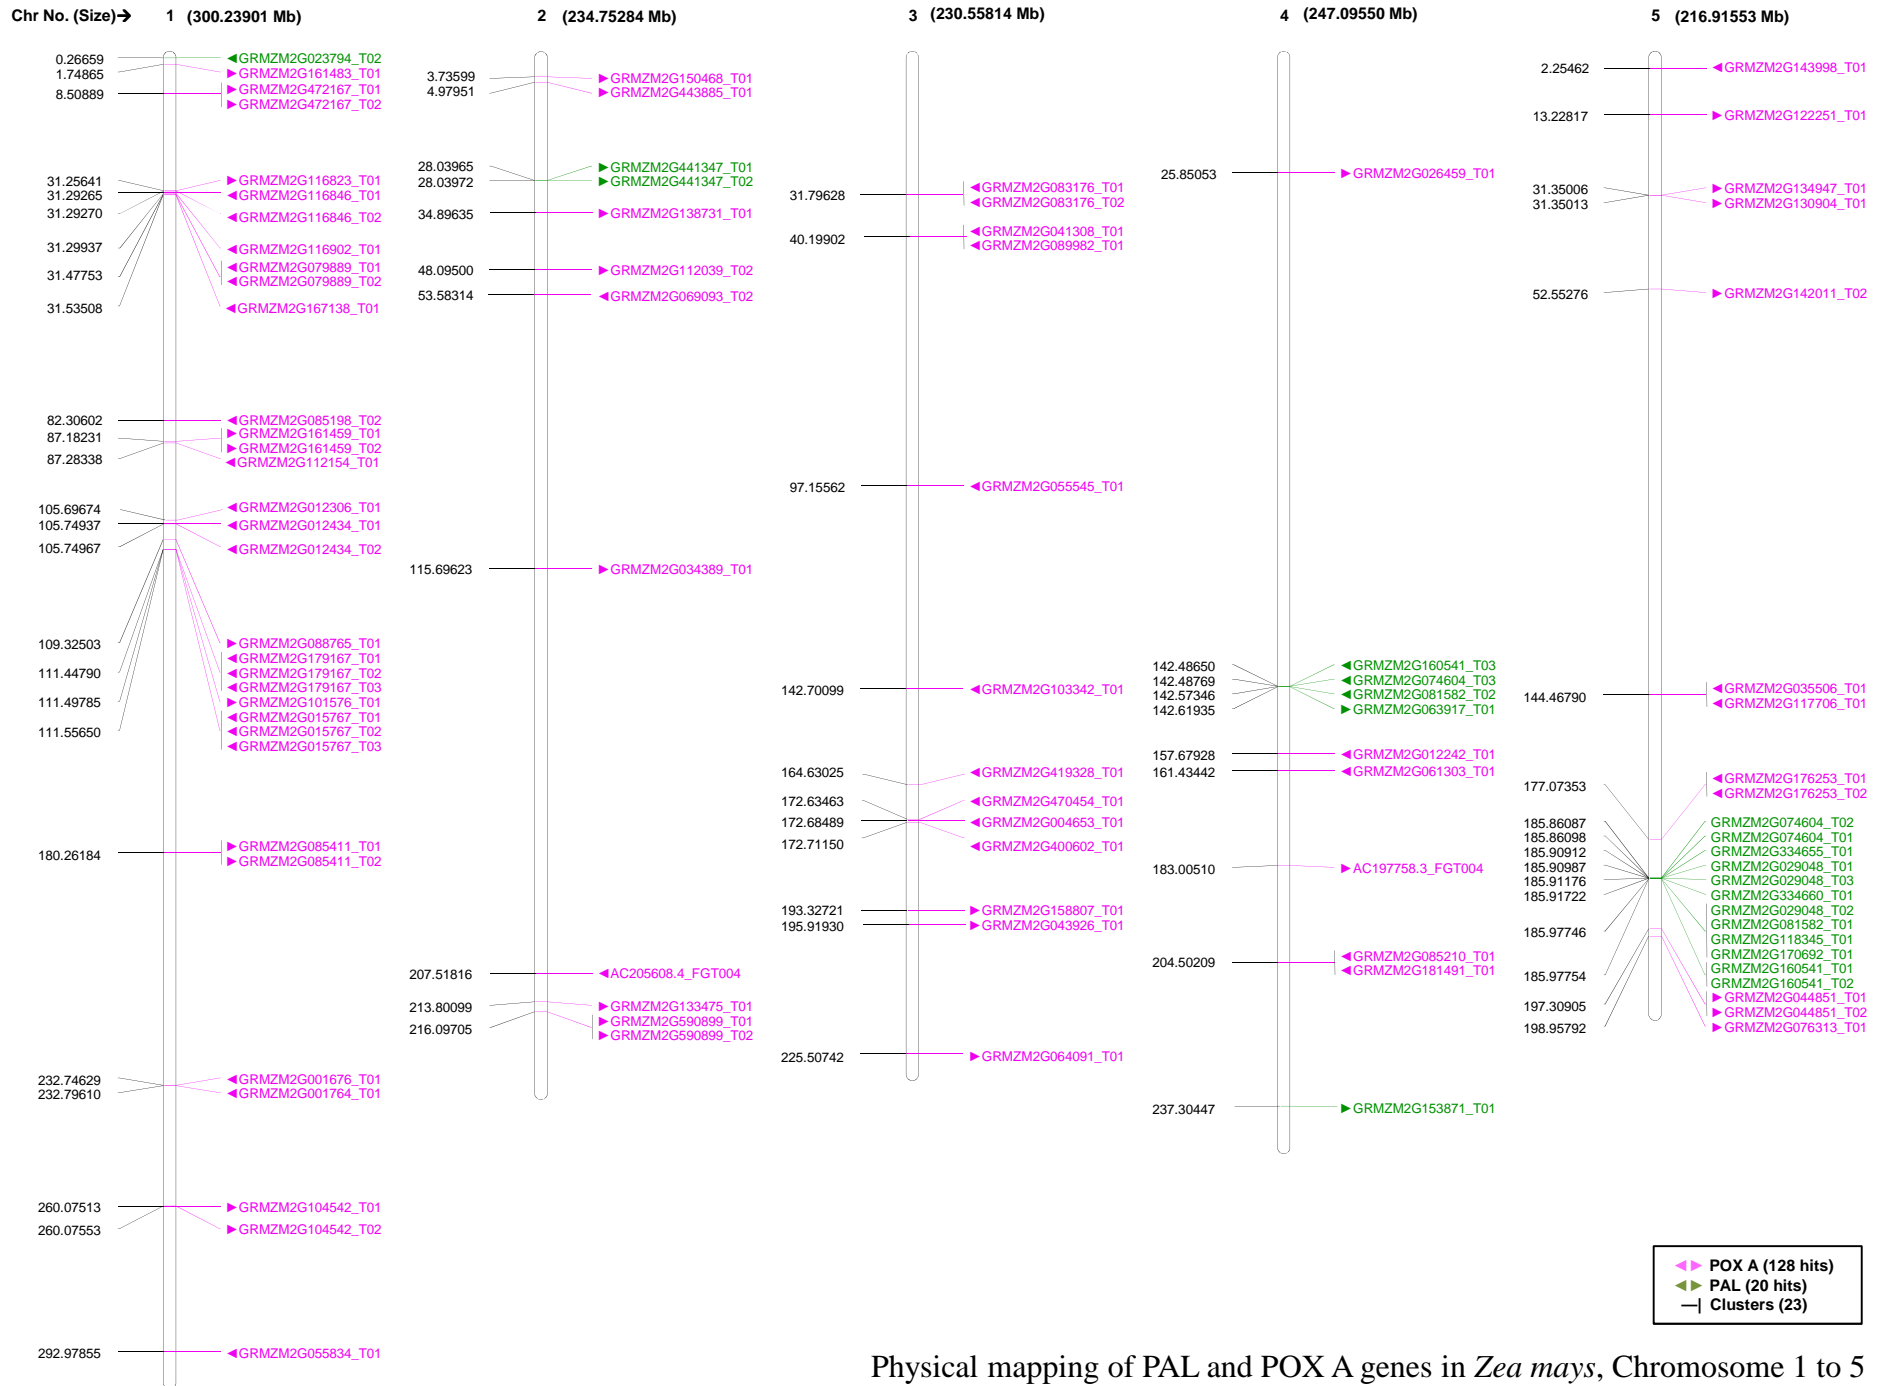 Chr No. (Size)→ 1 (300.23901 Mb) 2 (234.75284 Mb) 3 (230.55814 Mb) 4 (247.09550 Mb) 5 (216.91553 Mb)
0.26659 ◄GRMZM2G023794_T02
1.74865 ►GRMZM2G161483_T01
8.50889 ►GRMZM2G472167_T01
►GRMZM2G472167_T02
31.25641 ►GRMZM2G116823_T01
31.29265 ◄GRMZM2G116846_T01
31.29270 ◄GRMZM2G116846_T02
31.29937 ◄GRMZM2G116902_T01
31.47753 ◄GRMZM2G079889_T01
◄GRMZM2G079889_T02
31.53508 ◄GRMZM2G167138_T01
82.30602 ◄GRMZM2G085198_T02
87.18231 ►GRMZM2G161459_T01
►GRMZM2G161459_T02
87.28338 ◄GRMZM2G112154_T01
105.69674 ◄GRMZM2G012306_T01
105.74937 ◄GRMZM2G012434_T01
105.74967 ◄GRMZM2G012434_T02
109.32503 ►GRMZM2G088765_T01
111.44790 ◄GRMZM2G179167_T01
◄GRMZM2G179167_T02
◄GRMZM2G179167_T03
111.49785 ►GRMZM2G101576_T01
111.55650 ◄GRMZM2G015767_T01
◄GRMZM2G015767_T02
◄GRMZM2G015767_T03
180.26184 ►GRMZM2G085411_T01
►GRMZM2G085411_T02
232.74629 ◄GRMZM2G001676_T01
232.79610 ◄GRMZM2G001764_T01
260.07513 ►GRMZM2G104542_T01
260.07553 ►GRMZM2G104542_T02
292.97855 ◄GRMZM2G055834_T01
3.73599 ►GRMZM2G150468_T01
4.97951 ►GRMZM2G443885_T01
28.03965 ►GRMZM2G441347_T01
28.03972 ►GRMZM2G441347_T02
34.89635 ►GRMZM2G138731_T01
48.09500 ►GRMZM2G112039_T02
53.58314 ◄GRMZM2G069093_T02
115.69623 ►GRMZM2G034389_T01
207.51816 ◄AC205608.4_FGT004
213.80099 ►GRMZM2G133475_T01
216.09705 ►GRMZM2G590899_T01
►GRMZM2G590899_T02
31.79628 ◄GRMZM2G083176_T01
◄GRMZM2G083176_T02
40.19902 ◄GRMZM2G041308_T01
◄GRMZM2G089982_T01
97.15562 ◄GRMZM2G055545_T01
142.70099 ◄GRMZM2G103342_T01
164.63025 ◄GRMZM2G419328_T01
172.63463 ◄GRMZM2G470454_T01
172.68489 ◄GRMZM2G004653_T01
172.71150 ◄GRMZM2G400602_T01
193.32721 ►GRMZM2G158807_T01
195.91930 ►GRMZM2G043926_T01
225.50742 ►GRMZM2G064091_T01
25.85053 ►GRMZM2G026459_T01
142.48650 ◄GRMZM2G160541_T03
142.48769 ◄GRMZM2G074604_T03
142.57346 ◄GRMZM2G081582_T02
142.61935 ►GRMZM2G063917_T01
157.67928 ◄GRMZM2G012242_T01
161.43442 ◄GRMZM2G061303_T01
183.00510 ►AC197758.3_FGT004
204.50209 ◄GRMZM2G085210_T01
◄GRMZM2G181491_T01
237.30447 ►GRMZM2G153871_T01
2.25462 ◄GRMZM2G143998_T01
13.22817 ►GRMZM2G122251_T01
31.35006 ◄GRMZM2G134947_T01
31.35013 ►GRMZM2G130904_T01
52.55276 ►GRMZM2G142011_T02
144.46790 ◄GRMZM2G035506_T01
◄GRMZM2G117706_T01
177.07353 ◄GRMZM2G176253_T01
◄GRMZM2G176253_T02
185.86087 GRMZM2G074604_T02
185.86098 GRMZM2G074604_T01
185.90912 GRMZM2G334655_T01
185.90987 GRMZM2G029048_T01
185.91176 GRMZM2G029048_T03
185.91722 GRMZM2G334660_T01
185.97746 GRMZM2G029048_T02
GRMZM2G081582_T01
GRMZM2G118345_T01
GRMZM2G170692_T01
185.97754 GRMZM2G160541_T01
GRMZM2G160541_T02
197.30905 ►GRMZM2G044851_T01
►GRMZM2G044851_T02
198.95792 ►GRMZM2G076313_T01
◄► POX A (128 hits)
◄► PAL (20 hits)
—| Clusters (23)
Physical mapping of PAL and POX A genes in Zea mays, Chromosome 1 to 5